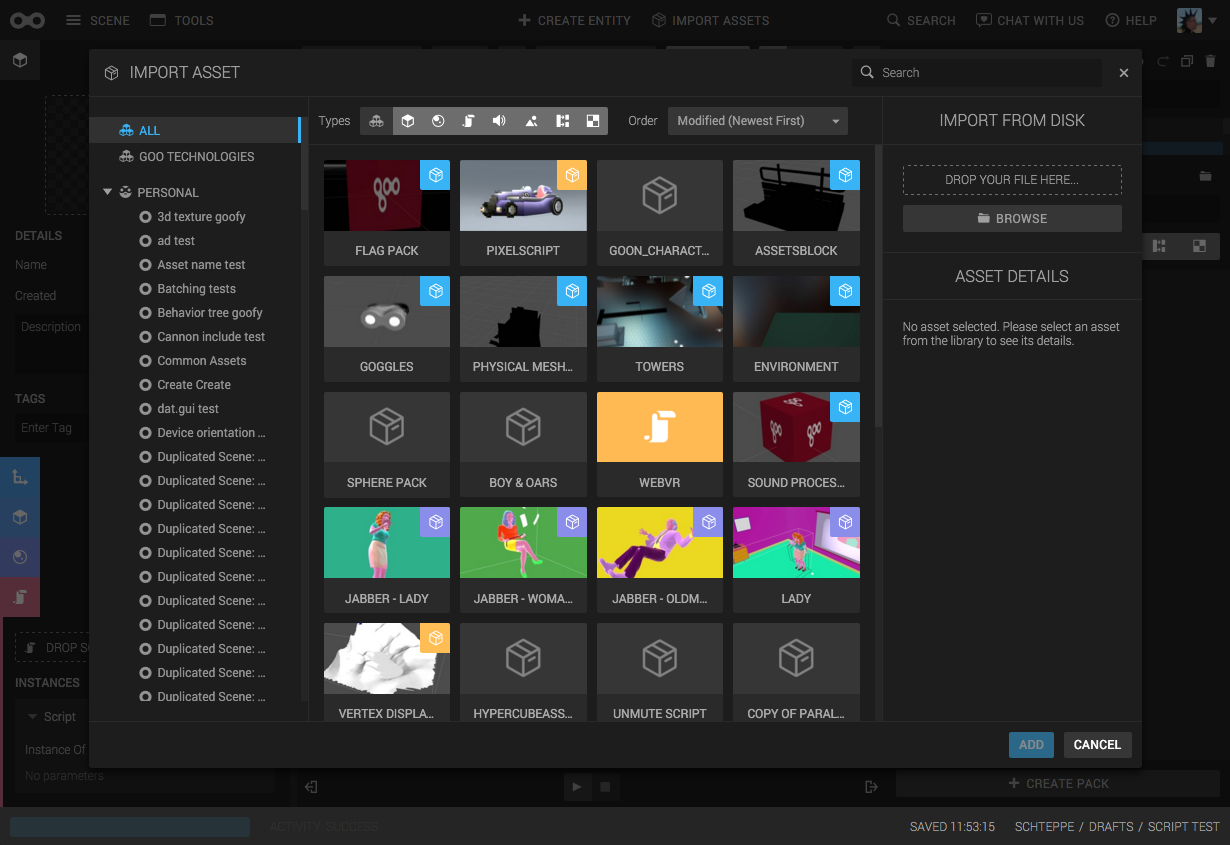 SCENE
TOOLS
CREATE ENTITY
IMPORT ASSETS
SEARCH
CHAT WITH US
HELP
IMPORT ASSET
Search
ALL
GOO TECHNOLOGIES
PERSONAL
3d texture goofy
ad test
Asset name test
Batching tests
Behavior tree goofy
Cannon include test
Common Assets
Create Create
dat.gui test
Device orientation ...
Duplicated Scene: ...
Duplicated Scene: ...
Duplicated Scene: ...
Duplicated Scene: ...
Duplicated Scene: ...
Duplicated Scene: ...
Duplicated Scene: ...
Duplicated Scene: ...
Duplicated Scene: ...
Duplicated Scene: ...
Duplicated Scene: ...
Types
Order
Modified (Newest First)
goo
FLAG PACK
PIXELSCRIPT
GOON_CHARACT...
ASSETSBLOCK
GOGGLES
PHYSICAL MESH...
TOWERS
ENVIRONMENT
goo
goo
goo
SPHERE PACK
BOY & OARS
WEBVR
SOUND PROCES...
JABBER - LADY
JABBER - WOMA...
JABBER - OLDM...
LADY
VERTEX DISPLA...
HYPERCUBEASS...
UNMUTE SCRIPT
COPY OF PARAL...
IMPORT FROM DISK
DROP YOUR FILE HERE...
BROWSE
ASSET DETAILS
No asset selected. Please select an asset
from the library to see its details.
ADD
CANCEL
DETAILS
Name
Created
Description
TAGS
Enter Tag
DROP S
INSTANCES
Script
Instance Of
No parameters
CREATE PACK
ACTIVITY: SUCCESS
SAVED 11:53:15
SCHTEPPE / DRAFTS / SCRIPT TEST